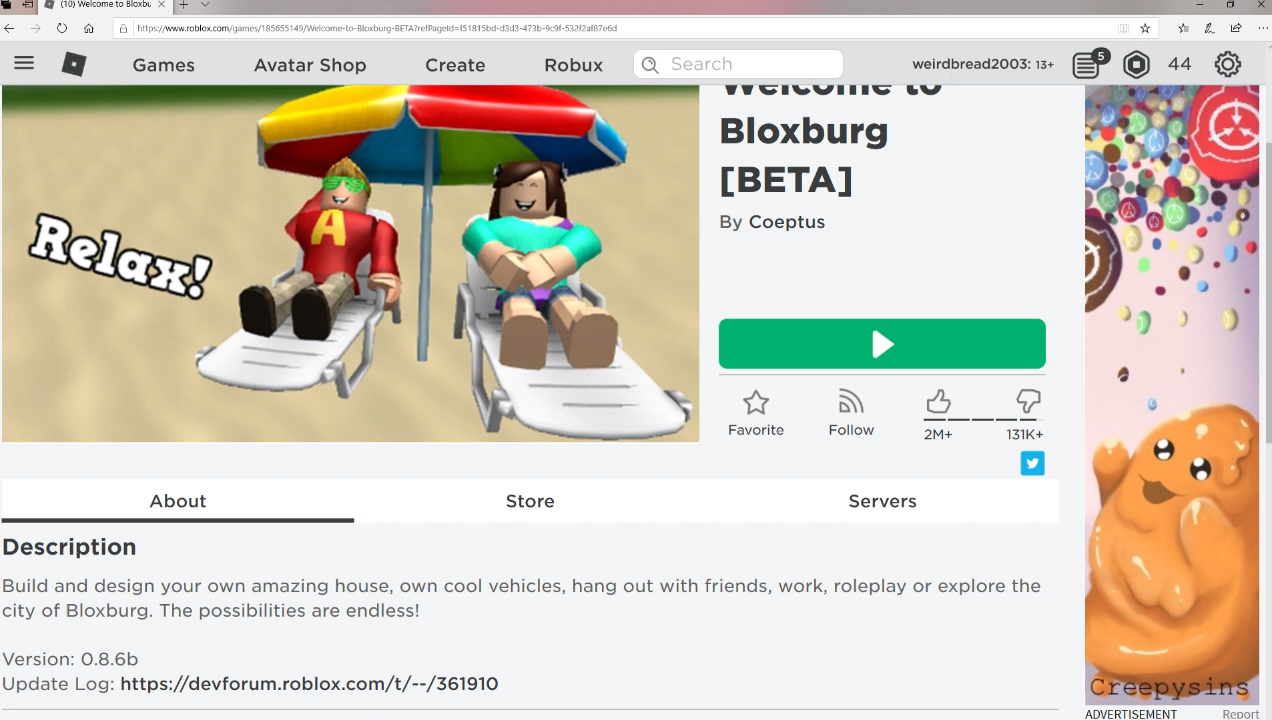 (10) Welcome to Bloxbu
https://www.roblox.com/games/185655149/Welcome-to-Bloxburg-BETA?refPageId=f51815bd-d3d3-473b-9c9f-532f2af87e6d
Games Avatar Shop Create Robux Search weirdbread2003: 13+ 5 44
Welcome to
Bloxburg
[BETA]
By Coeptus
Relax!
A
Favorite Follow 2M+ 131K+
About Store Servers
Description
Build and design your own amazing house, own cool vehicles, hang out with friends, work, roleplay or explore the
city of Bloxburg. The possibilities are endless!
Version: 0.8.6b
Update Log: https://devforum.roblox.com/t/--/361910
Creepysins
ADVERTISEMENT Report